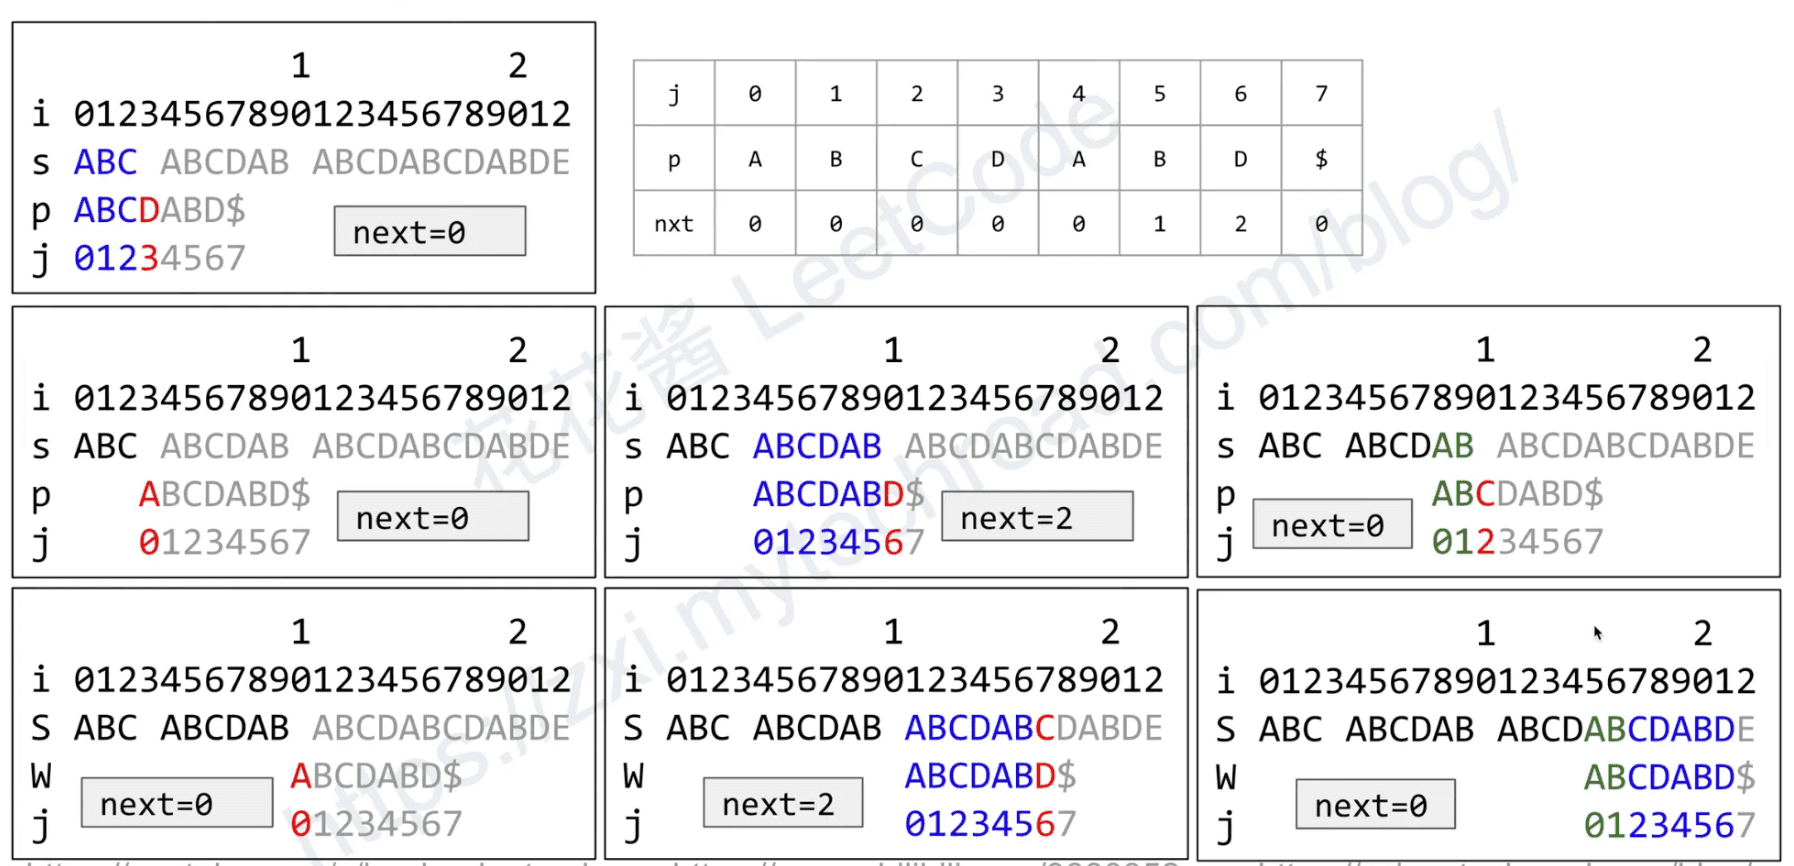 1 2
i 01234567890123456789012
s ABC ABCDAB ABCDABCDABDE
p ABCDABD$
j 01234567
next=0
j 0 1 2 3 4 5 6 7
p A B C D A B D $
nxt 0 0 0 0 0 1 2 0
1 2
i 01234567890123456789012
s ABC ABCDAB ABCDABCDABDE
p ABCDABD$
j 01234567
next=0
1 2
i 01234567890123456789012
s ABC ABCDAB ABCDABCDABDE
p ABCDABD$
j 01234567
next=2
1 2
i 01234567890123456789012
s ABC ABCDAB ABCDABCDABDE
p ABCDABD$
j 01234567
next=0
1 2
i 01234567890123456789012
S ABC ABCDAB ABCDABCDABDE
W ABCDABD$
j 01234567
next=0
1 2
i 01234567890123456789012
S ABC ABCDAB ABCDABCDABDE
W ABCDABD$
j 01234567
next=2
1 2
i 01234567890123456789012
S ABC ABCDAB ABCDABCDABDE
W ABCDABD$
j 01234567
next=0
花花酱 LeetCode
https://zxi.mytechroad.com/blog/